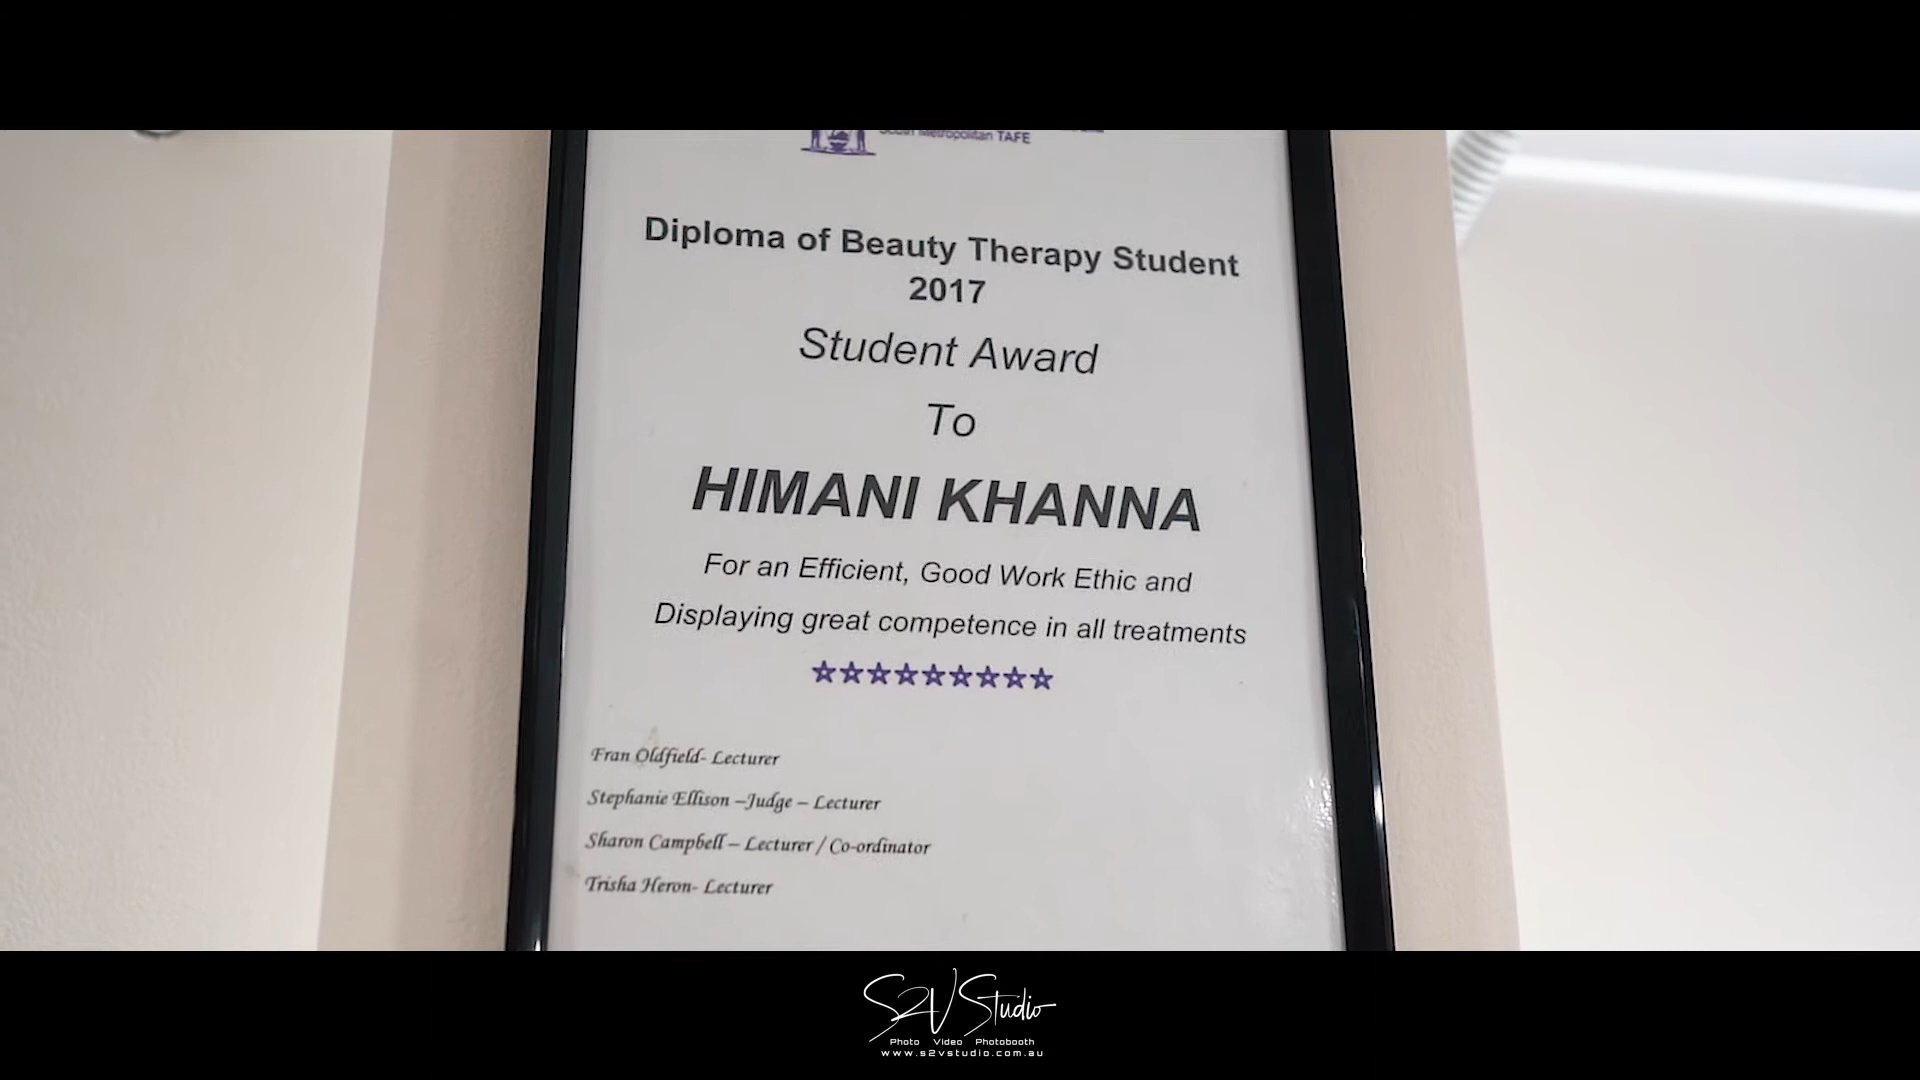 South Metropolitan TAFE
Diploma of Beauty Therapy Student
2017
Student Award
To
HIMANI KHANNA
For an Efficient, Good Work Ethic and
Displaying great competence in all treatments
Fran Oldfield- Lecturer
Stephanie Ellison –Judge – Lecturer
Sharon Campbell – Lecturer / Co-ordinator
Trisha Heron- Lecturer
S2V Studio
Photo Video Photobooth
www.s2vstudio.com.au